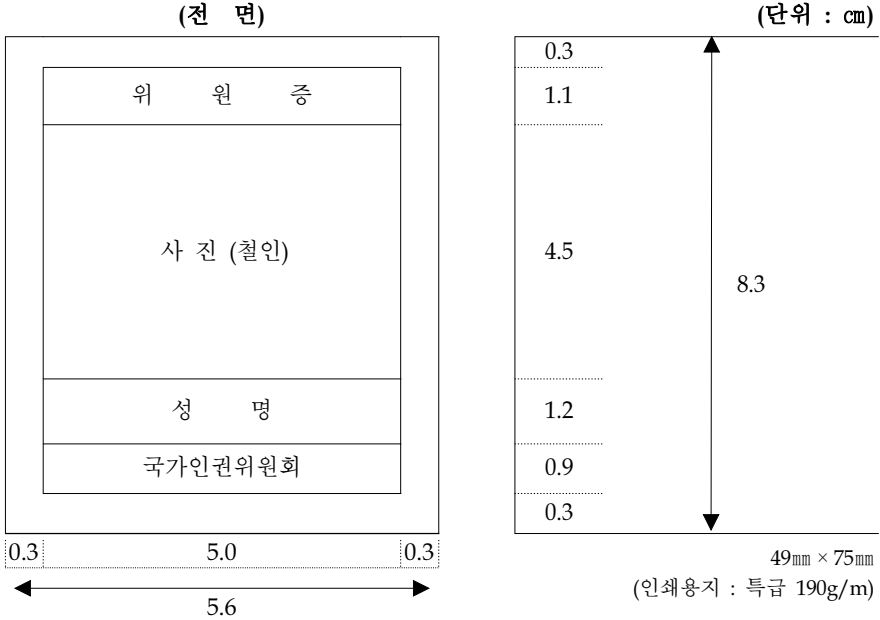 (전 면)
(단위 : ㎝)
위 원 증
사 진 (철인)
성 명
국가인권위원회
0.3
1.1
4.5
8.3
1.2
0.9
0.3
0.3 5.0 0.3
5.6
49㎜ × 75㎜
(인쇄용지 : 특급 190g/m)